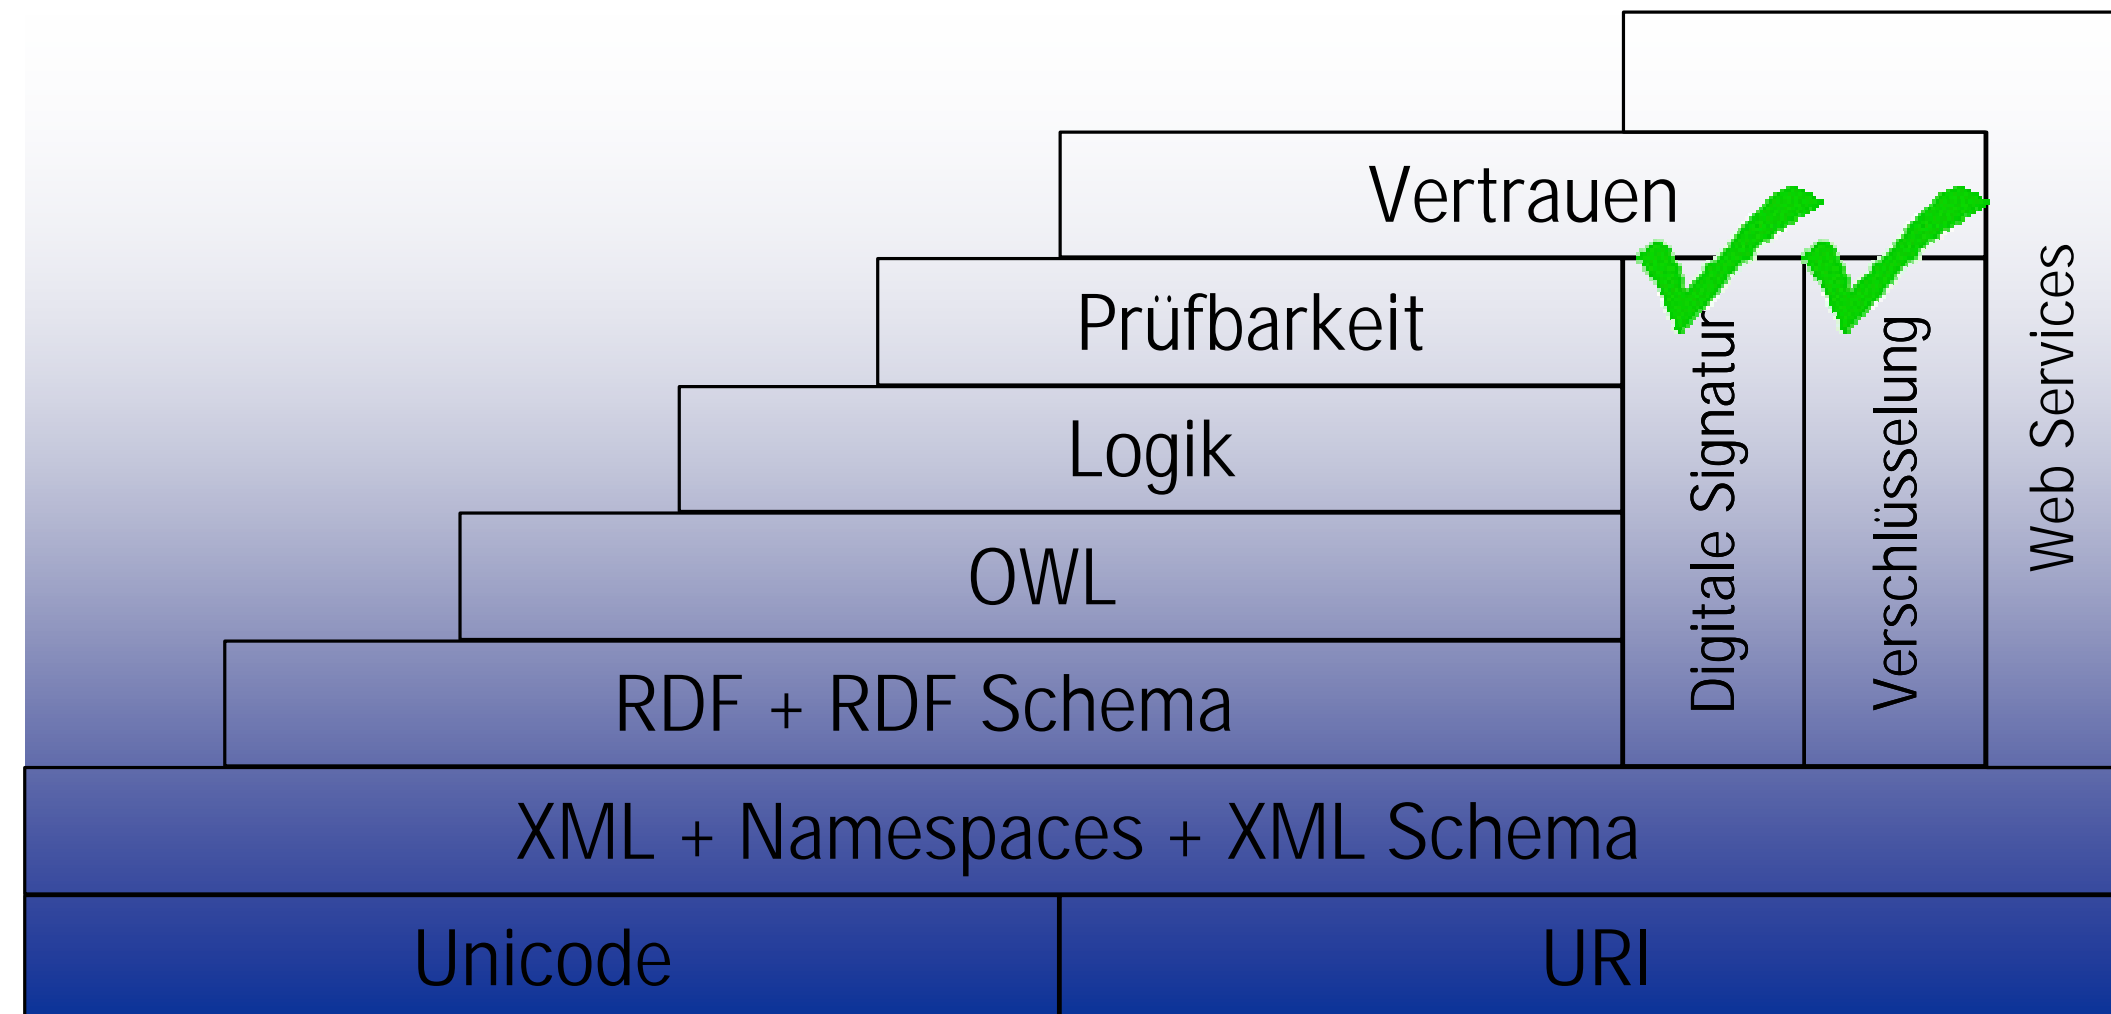 Vertrauen
Prüfbarkeit
Logik
OWL
RDF + RDF Schema
Digitale Signatur
Verschlüsselung
Web Services
XML + Namespaces + XML Schema
Unicode
URI